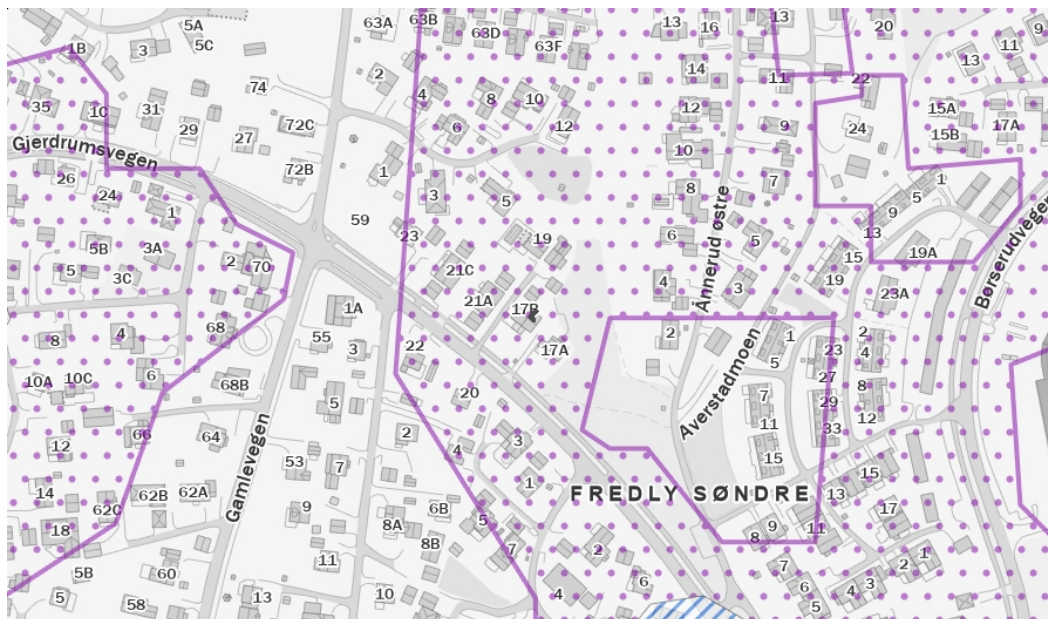 5A
63A
63B
13
16
13
20
9
5C
63D
63F
11
1B
3
13
2
14
11
22
74
4
8
10
35
1C
31
12
15A
29
72C
6
12
9
24
17A
27
15B
Gjerdrumsvegen
10
72B
1
7
1
26
24
3
8
5
5
1
59
9
23
6
13
5B
3A
19
5
15
19A
2
70
21C
5
3C
4
3
19
23A
21A
Ånnerud østre
Børserudvegen
1A
17B
68
55
2
1
2
8
4
3
17A
23
4
22
5
6
27
10A
10C
68B
20
7
8
5
29
Averstadmoen
12
66
64
2
3
11
33
12
4
53
7
15
15
14
62B
62A
1
FREDLY SØNDRE
13
Gamlevegen
9
6B
17
18
62C
8A
5
9
11
8
8B
7
2
1
5B
60
11
7
2
6
6
3
5
58
13
10
4
4
5